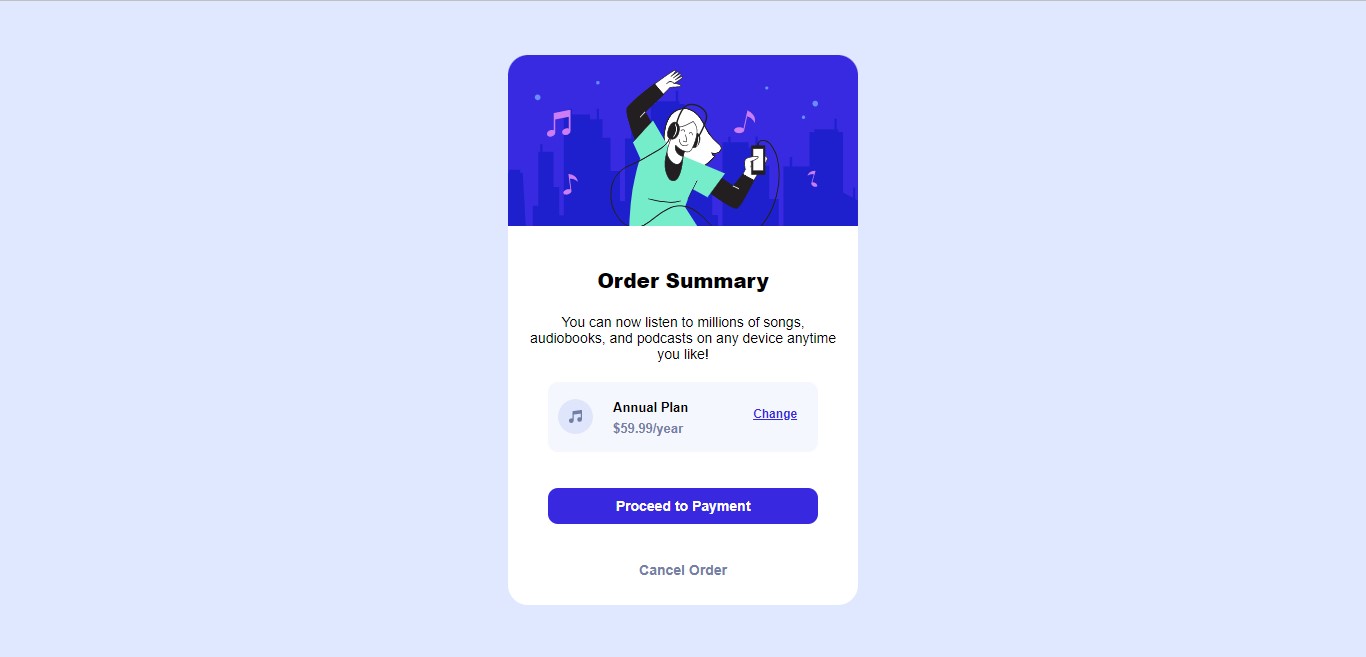 Order Summary
You can now listen to millions of songs,
audiobooks, and podcasts on any device anytime
you like!
Annual Plan
Change
$59.99/year
Proceed to Payment
Cancel Order